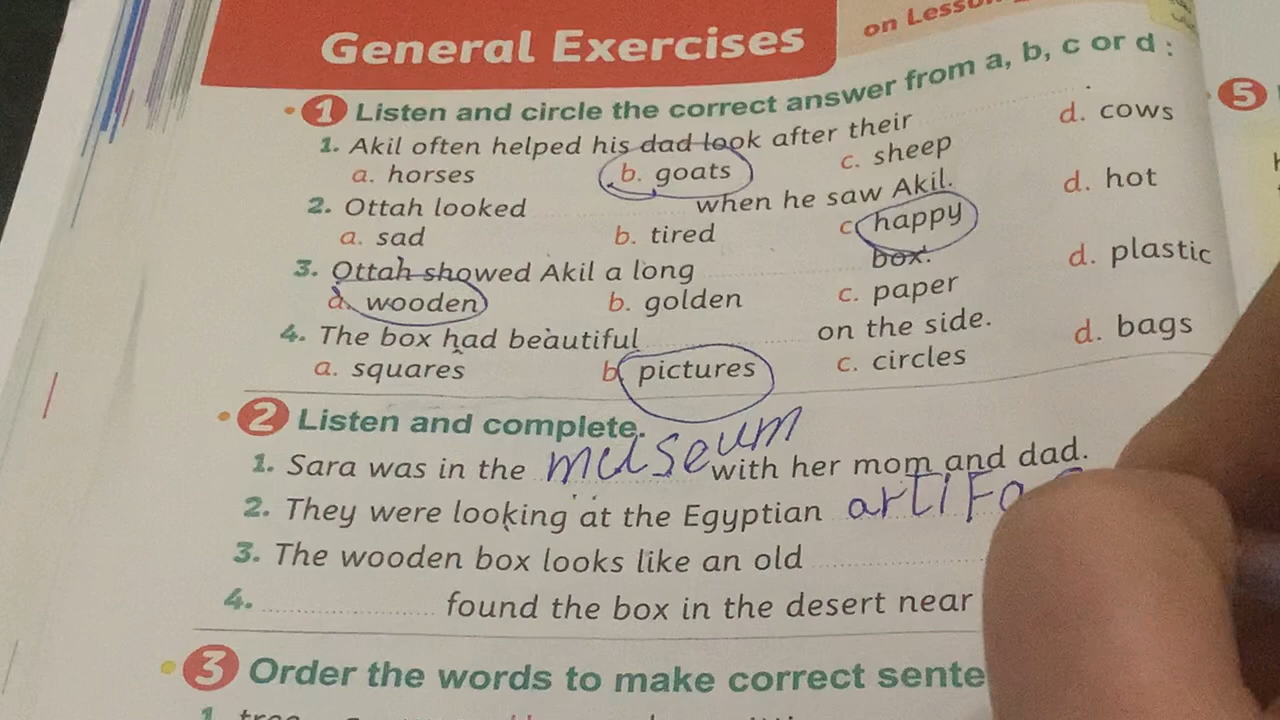 General Exercises
on Lesson
1 Listen and circle the correct answer from a, b, c or d :
1. Akil often helped his dad look after their
a. horses b. goats c. sheep d. cows
2. Ottah looked when he saw Akil.
a. sad b. tired c. happy d. hot
3. Ottah showed Akil a long box.
a. wooden b. golden c. paper d. plastic
4. The box had beautiful on the side.
a. squares b. pictures c. circles d. bags
2 Listen and complete.
1. Sara was in the museum with her mom and dad.
2. They were looking at the Egyptian artifa
3. The wooden box looks like an old
4. found the box in the desert near
3 Order the words to make correct sente
5